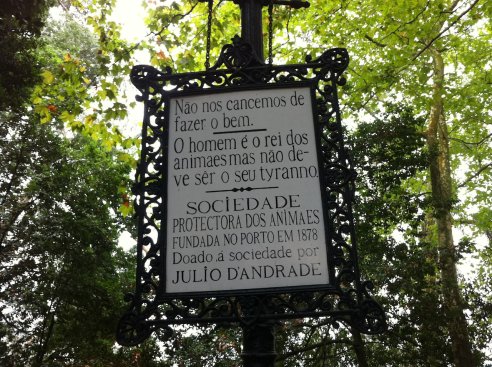 Não nos cancemos de
fazer o bem.
O homem é o rei dos
animaes mas não de-
ve sêr o seu tyranno.
SOCIEDADE
PROTECTORA DOS ANIMAES
FUNDADA NO PORTO EM 1878
Doado á sociedade por
JULIO D'ANDRADE